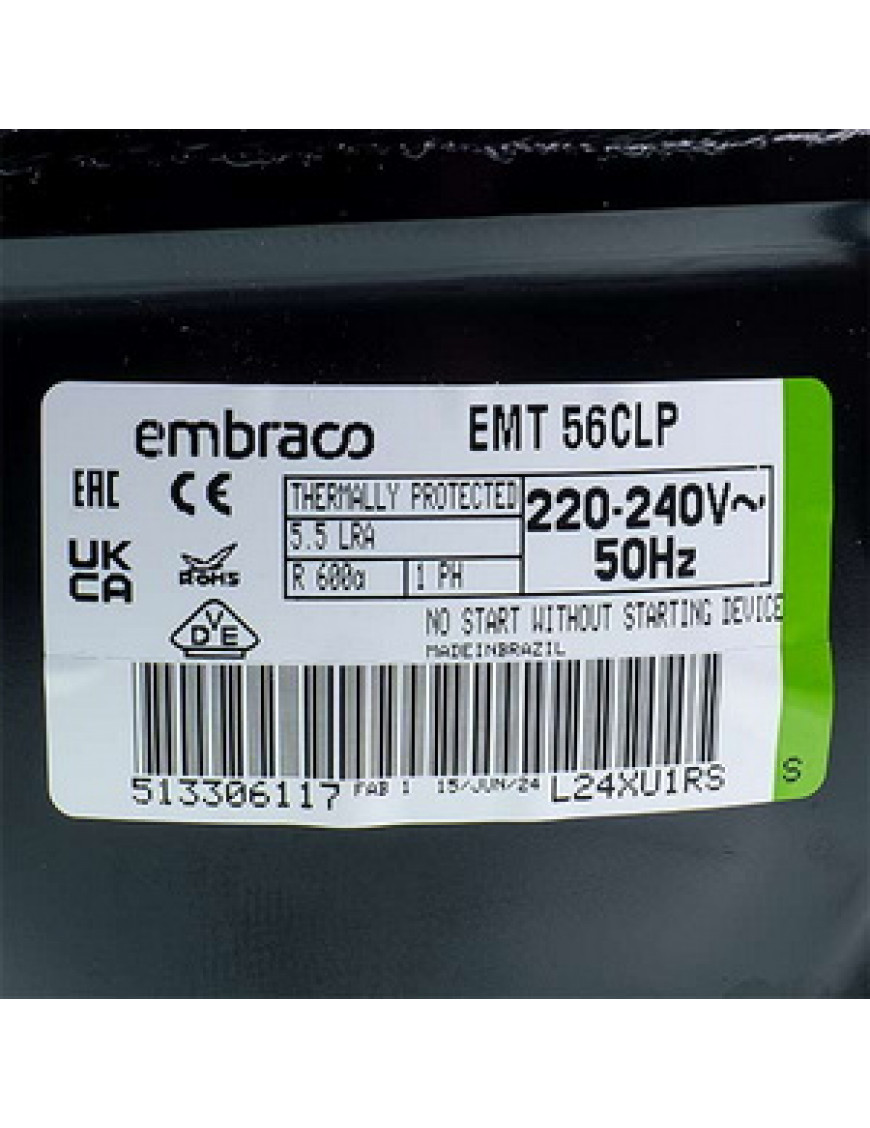 embraco EMT 56CLP
EAC CE
THERMALLY PROTECTED
5.5 LRA
R 600a 1 PH
220-240V~
50Hz
UK
CA
RoHS
VDE
NO START WITHOUT STARTING DEVICE
MADEINBRAZIL
513306117 FAB 1 15/JUN/24 L24XU1RS
S